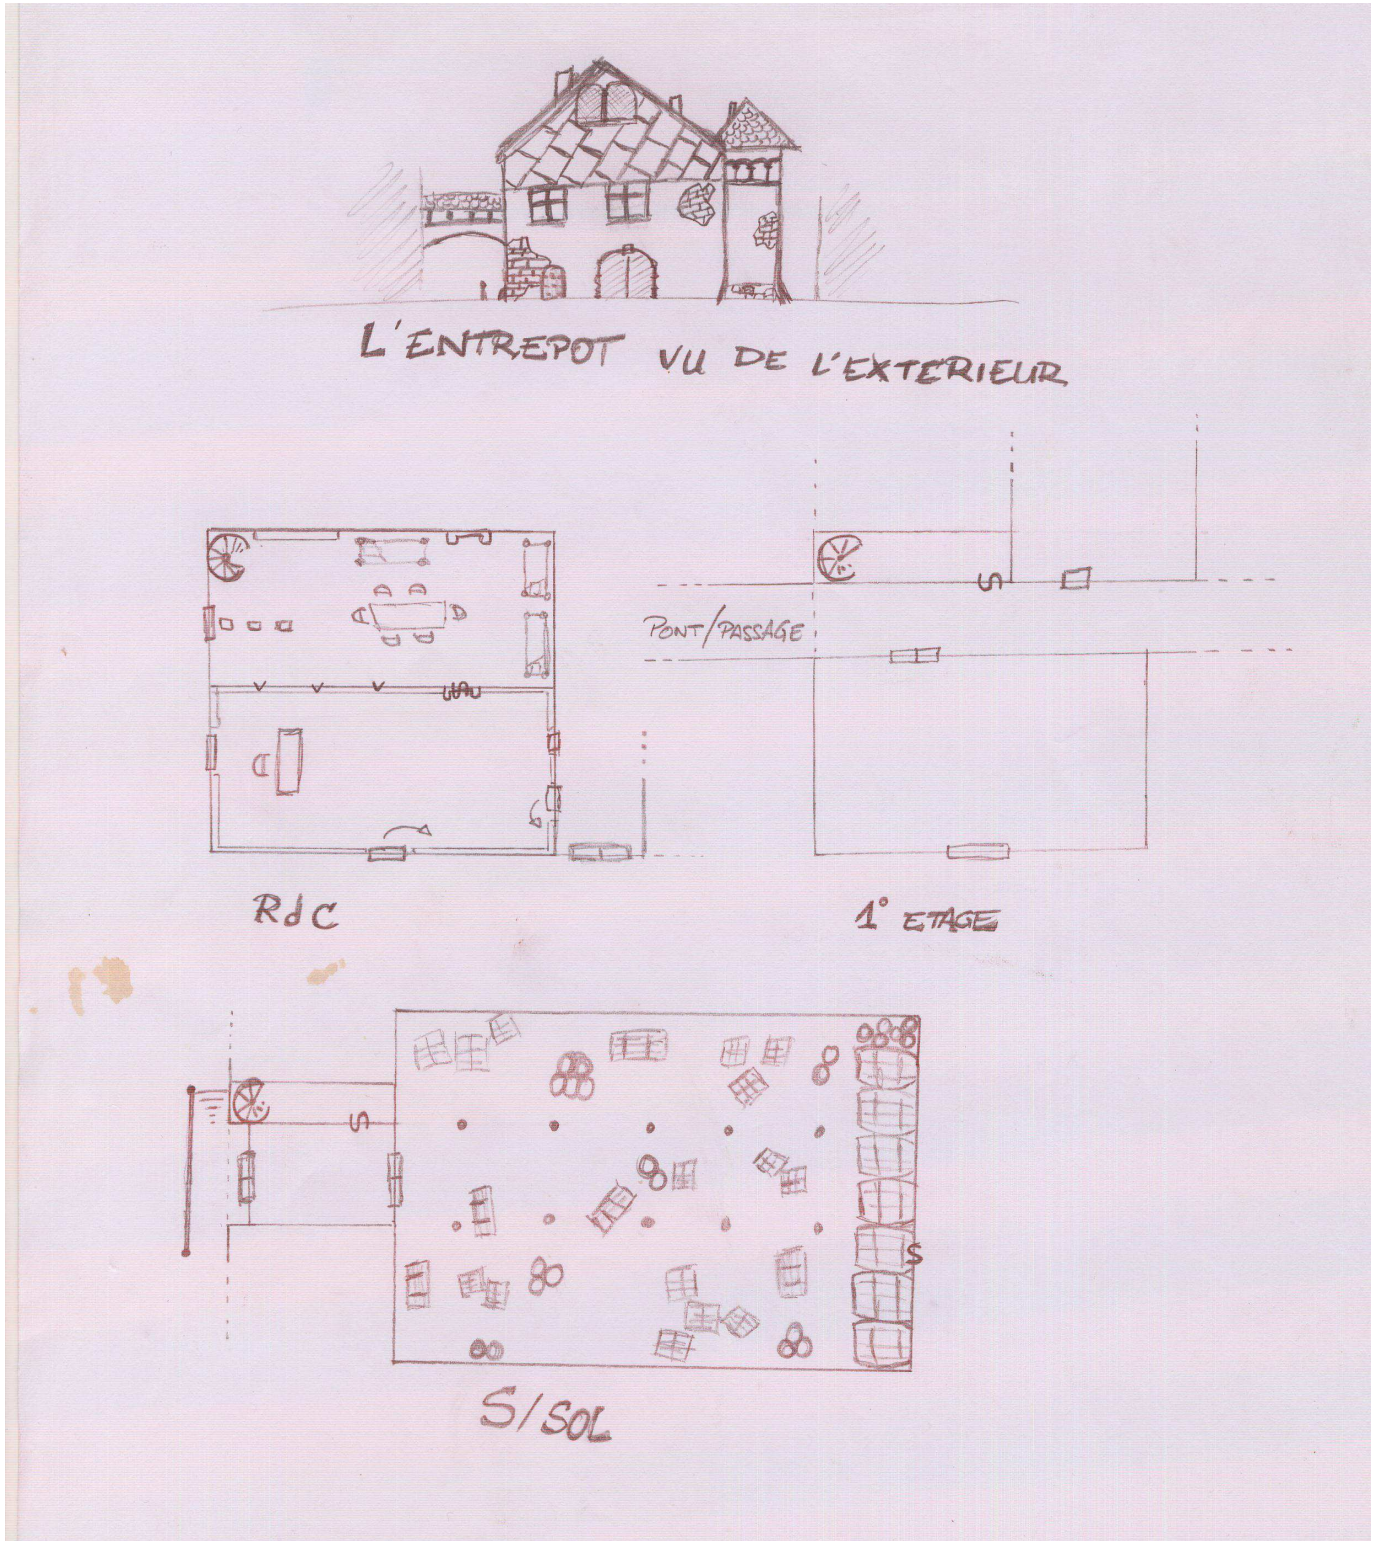 L'ENTREPOT VU DE L'EXTERIEUR
S
PONT/PASSAGE
S
RdC
1° ETAGE
S
S
S/SOL